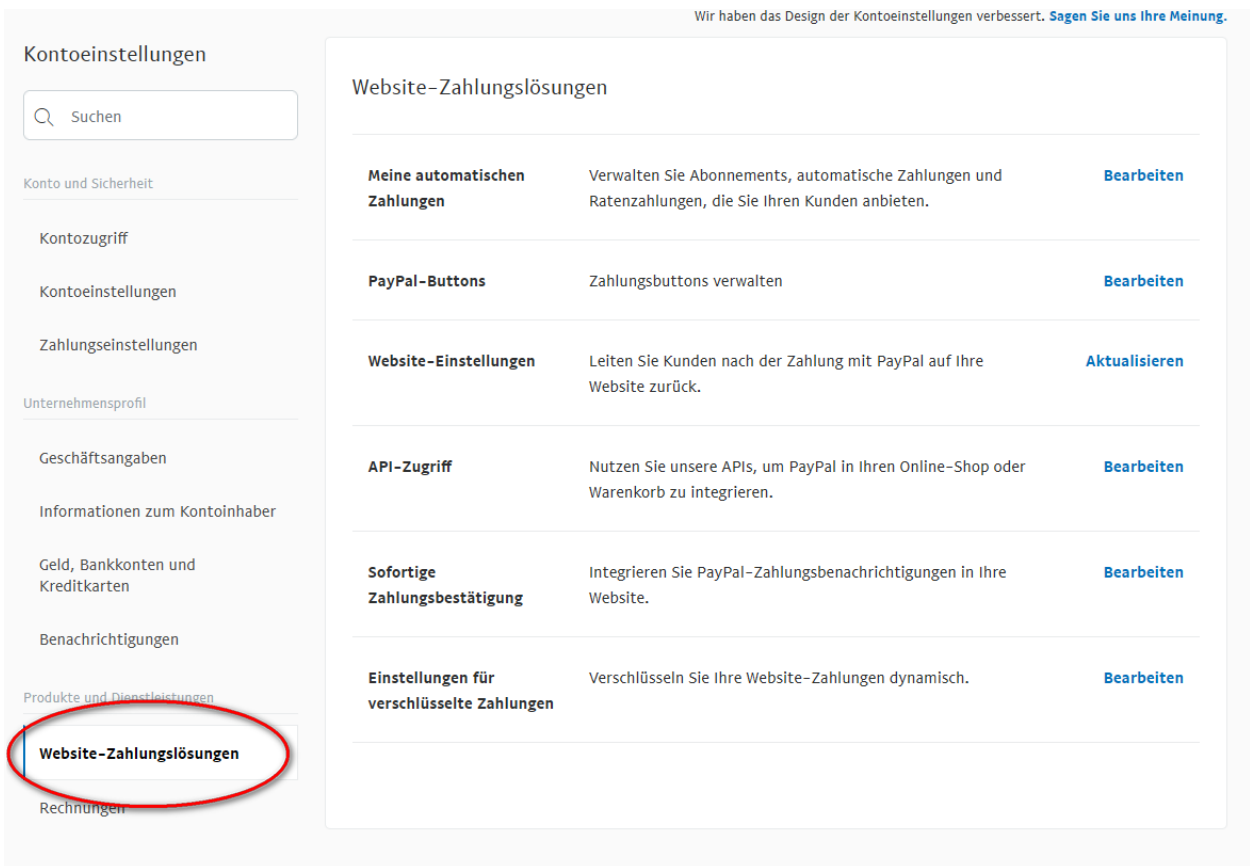 Wir haben das Design der Kontoeinstellungen verbessert. Sagen Sie uns Ihre Meinung.
Kontoeinstellungen
Suchen
Konto und Sicherheit
Kontozugriff
Kontoeinstellungen
Zahlungseinstellungen
Unternehmensprofil
Geschäftsangaben
Informationen zum Kontoinhaber
Geld, Bankkonten und
Kreditkarten
Benachrichtigungen
Produkte und Dienstleistungen
Website-Zahlungslösungen
Rechnungen
Website-Zahlungslösungen
Meine automatischen
Zahlungen
Verwalten Sie Abonnements, automatische Zahlungen und
Ratenzahlungen, die Sie Ihren Kunden anbieten.
Bearbeiten
PayPal-Buttons
Zahlungsbuttons verwalten
Bearbeiten
Website-Einstellungen
Leiten Sie Kunden nach der Zahlung mit PayPal auf Ihre
Website zurück.
Aktualisieren
API-Zugriff
Nutzen Sie unsere APIs, um PayPal in Ihren Online-Shop oder
Warenkorb zu integrieren.
Bearbeiten
Sofortige
Zahlungsbestätigung
Integrieren Sie PayPal-Zahlungsbenachrichtigungen in Ihre
Website.
Bearbeiten
Einstellungen für
verschlüsselte Zahlungen
Verschlüsseln Sie Ihre Website-Zahlungen dynamisch.
Bearbeiten